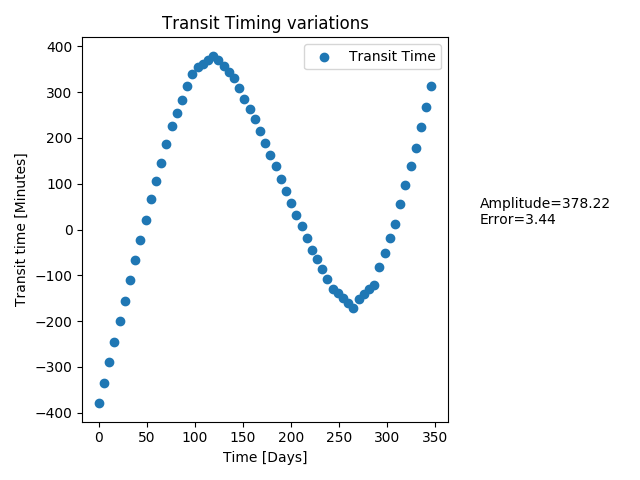 Transit Timing variations
Transit Time
Transit time [Minutes]
400
300
200
100
0
−100
−200
−300
−400
0 50 100 150 200 250 300 350
Time [Days]
Amplitude=378.22
Error=3.44